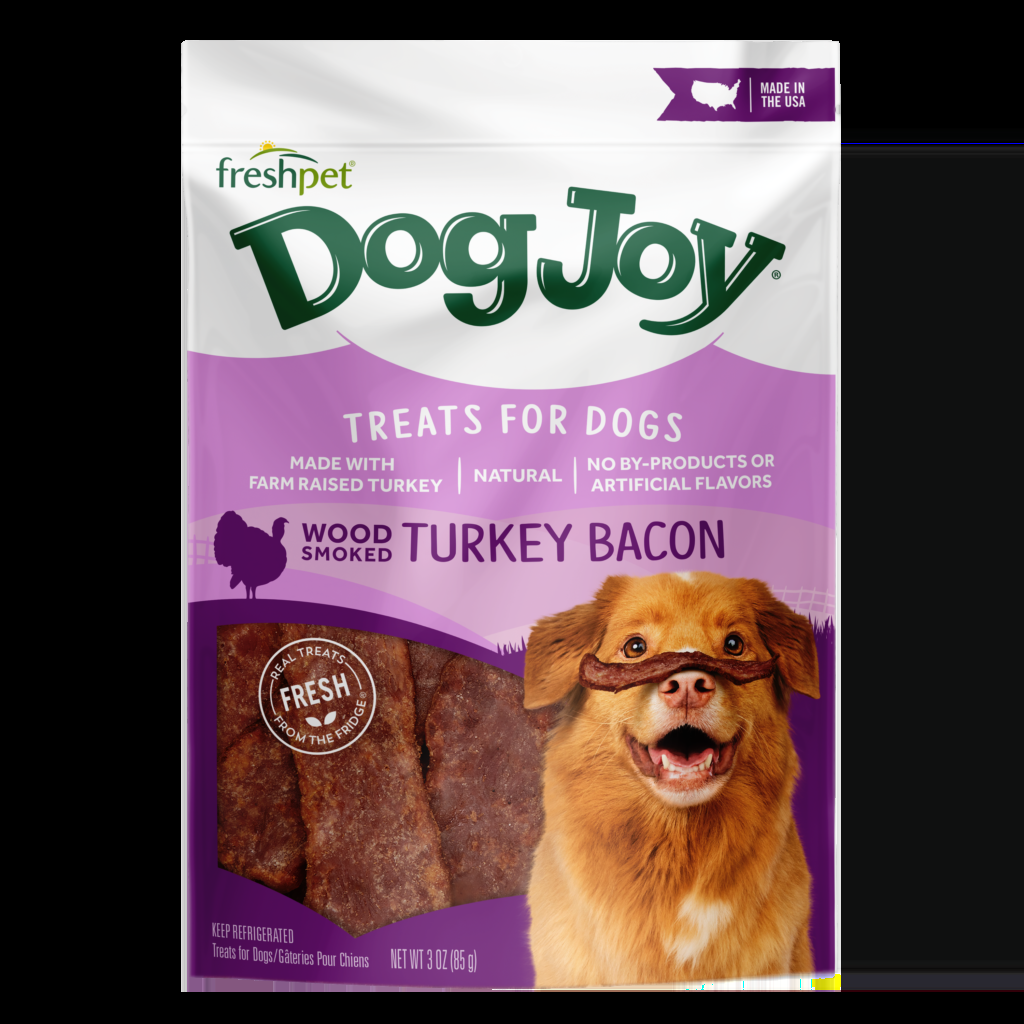 MADE IN
THE USA
freshpet®
Dog Joy®
TREATS FOR DOGS
MADE WITH
FARM RAISED TURKEY
NATURAL
NO BY-PRODUCTS OR
ARTIFICIAL FLAVORS
WOOD
SMOKED
TURKEY BACON
REAL TREATS
FRESH
FROM THE FRIDGE
KEEP REFRIGERATED
Treats for Dogs/Gâteries Pour Chiens
NET WT 3 OZ (85 g)